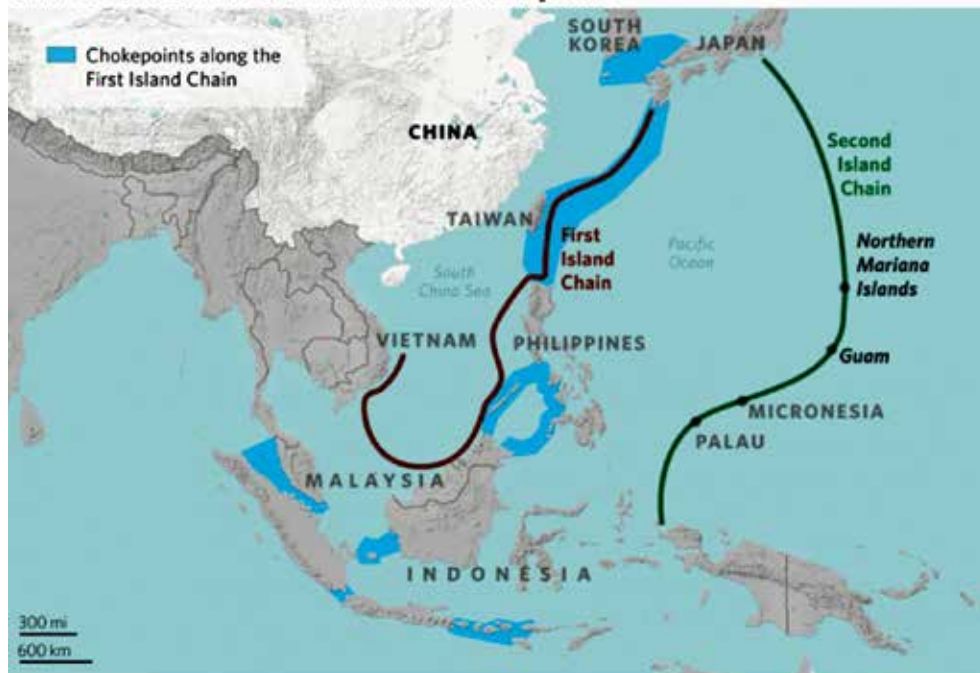 Chokepoints along the
First Island Chain
SOUTH
KOREA
JAPAN
CHINA
Second
Island
Chain
TAIWAN
First
Island
Chain
Pacific
Ocean
Northern
Mariana
Islands
South
China Sea
VIETNAM
PHILIPPINES
Guam
MICRONESIA
PALAU
MALAYSIA
INDONESIA
300 mi
600 km